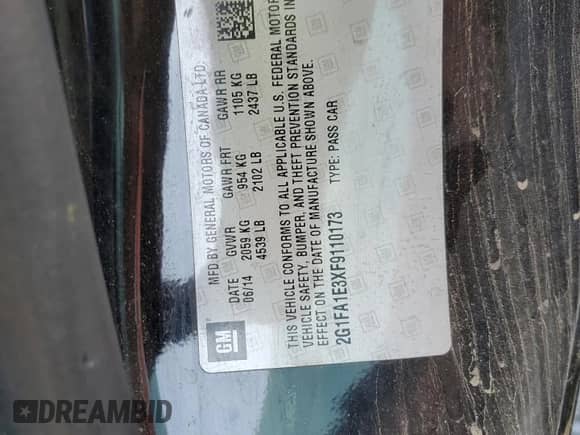 GM
MFD BY GENERAL MOTORS OF CANADA LTD
DATE GVWR GAWR FRT GAWR RR
06/14 2059 KG 954 KG 1105 KG
4539 LB 2102 LB 2437 LB
THIS VEHICLE CONFORMS TO ALL APPLICABLE U.S. FEDERAL MOTOR
VEHICLE SAFETY, BUMPER, AND THEFT PREVENTION STANDARDS IN
EFFECT ON THE DATE OF MANUFACTURE SHOWN ABOVE.
2G1FA1E3XF9110173 TYPE: PASS CAR
DREAMBID